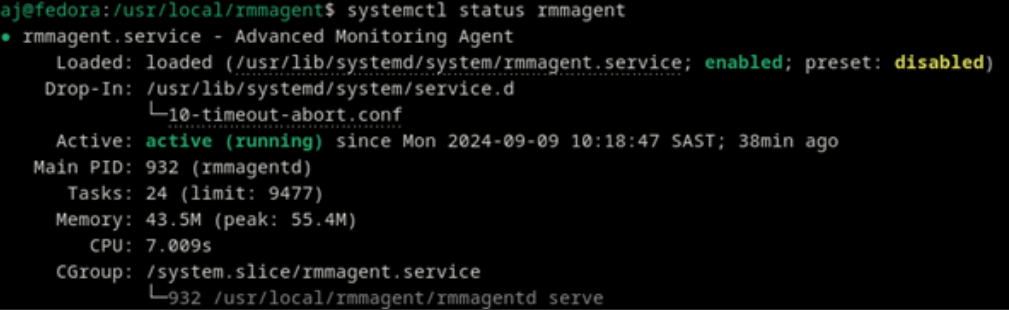 aj@fedora:/usr/local/rmmagent$ systemctl status rmmagent
● rmmagent.service - Advanced Monitoring Agent
Loaded: loaded (/usr/lib/systemd/system/rmmagent.service; enabled; preset: disabled)
Drop-In: /usr/lib/systemd/system/service.d
└─10-timeout-abort.conf
Active: active (running) since Mon 2024-09-09 10:18:47 SAST; 38min ago
Main PID: 932 (rmmagentd)
Tasks: 24 (limit: 9477)
Memory: 43.5M (peak: 55.4M)
CPU: 7.009s
CGroup: /system.slice/rmmagent.service
└─932 /usr/local/rmmagent/rmmagentd serve